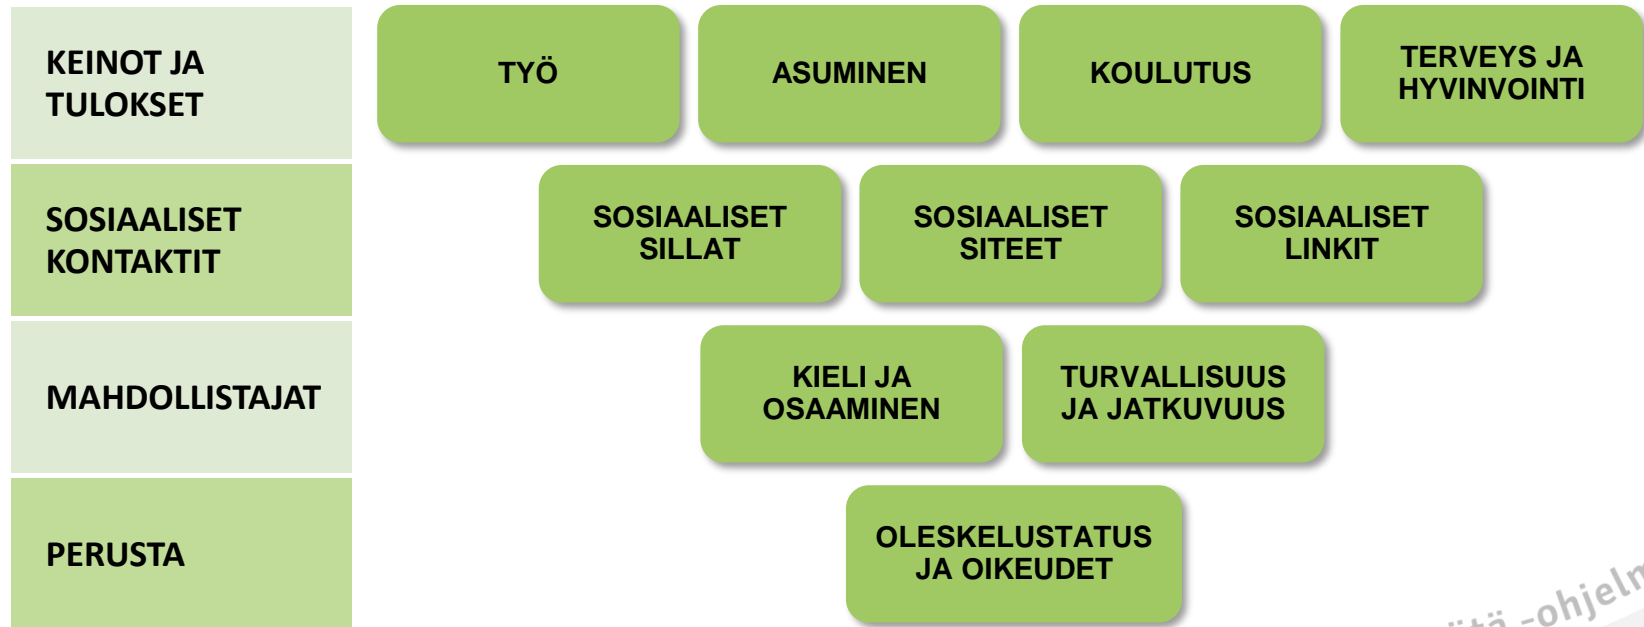 KEINOT JA
TULOKSET
TYÖ
ASUMINEN
KOULUTUS
TERVEYS JA
HYVINVOINTI
SOSIAALISET
KONTAKTIT
SOSIAALISET
SILLAT
SOSIAALISET
SITEET
SOSIAALISET
LINKIT
MAHDOLLISTAJAT
KIELI JA
OSAAMINEN
TURVALLISUUS
JA JATKUVUUS
PERUSTA
OLESKELUSTATUS
JA OIKEUDET